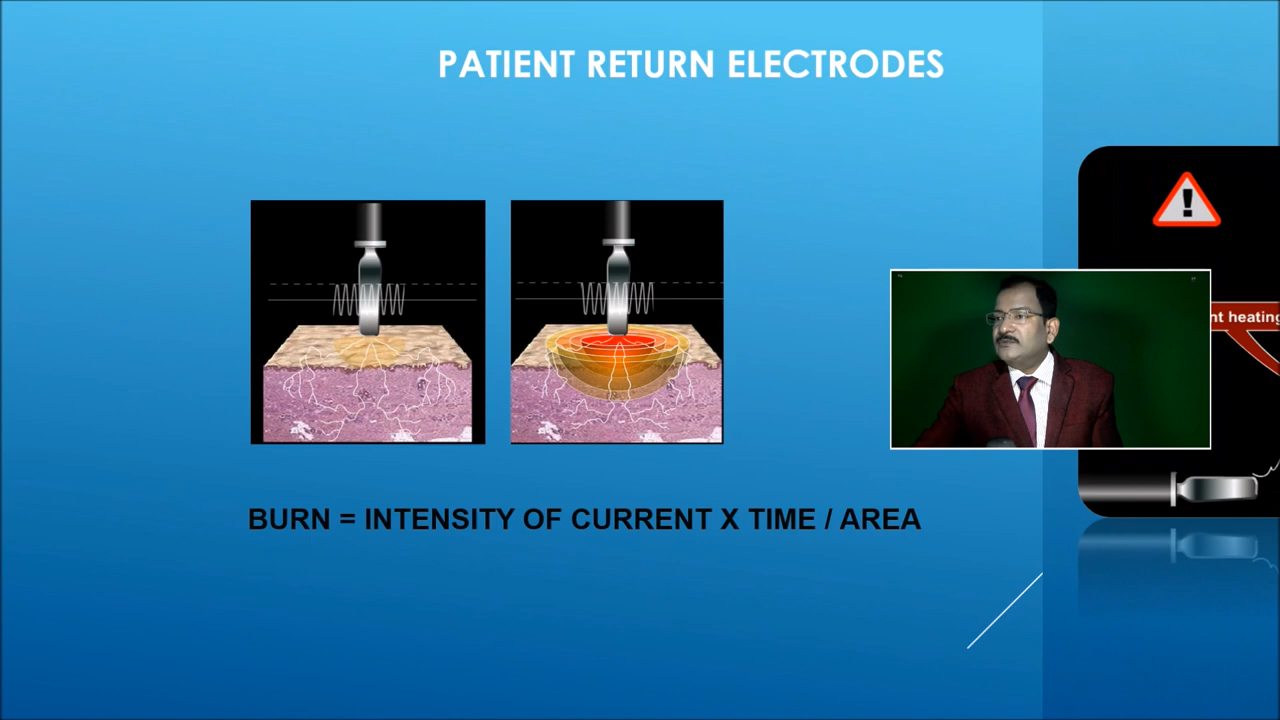 PATIENT RETURN ELECTRODES
nt heating
BURN = INTENSITY OF CURRENT X TIME / AREA